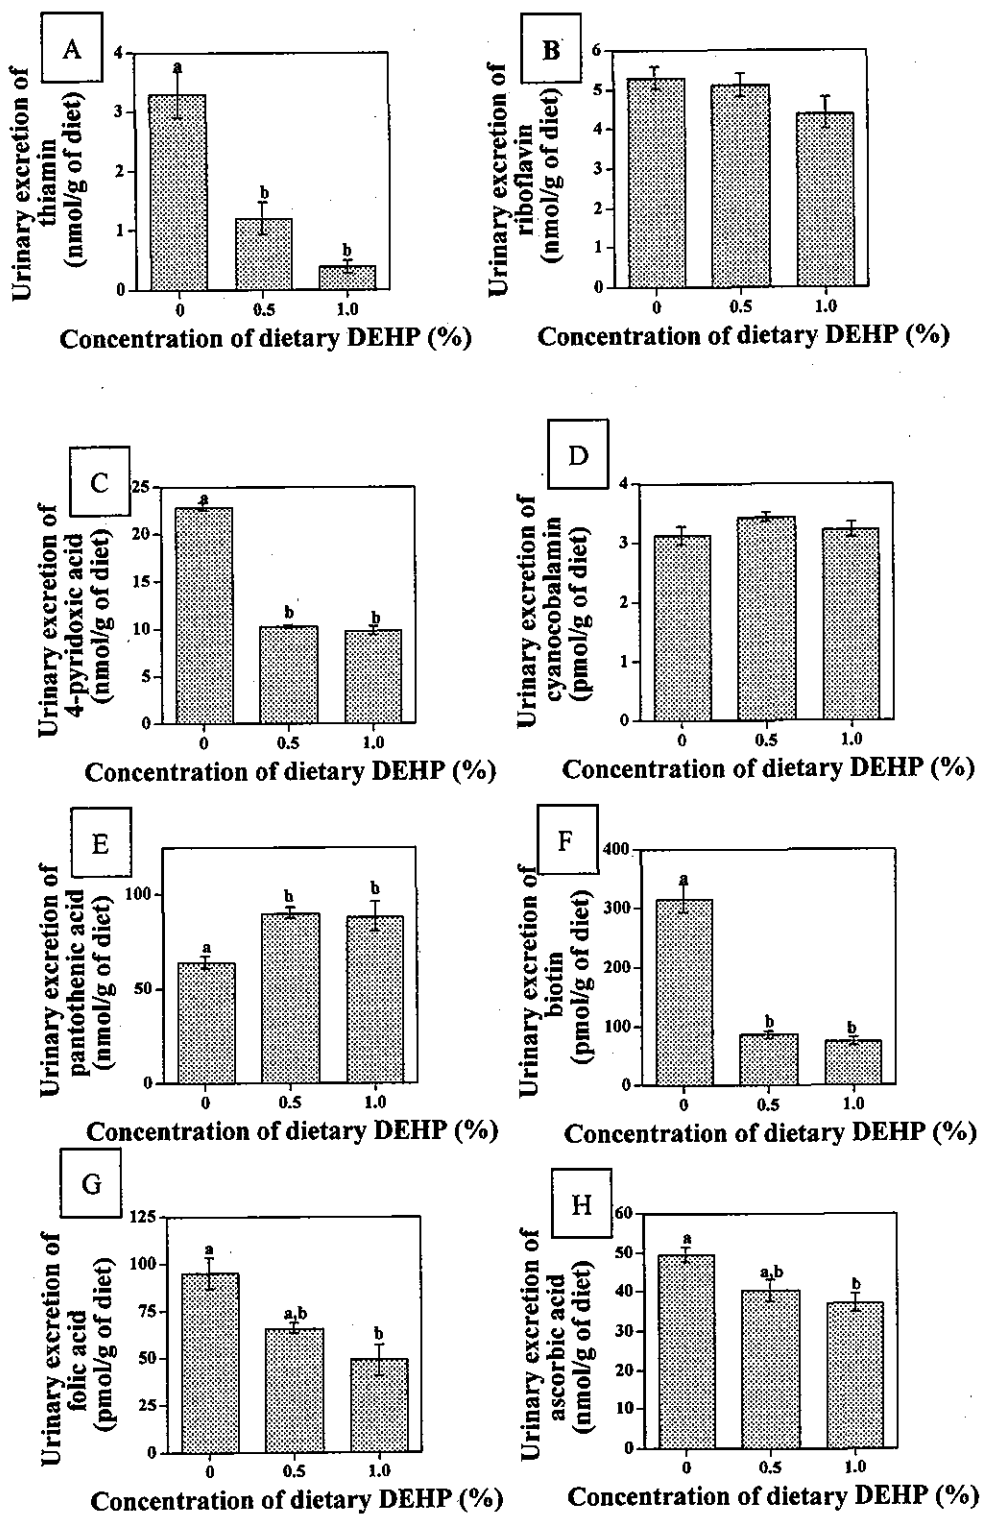 A
Urinary excretion of
thiamin
(nmol/g of diet)
4
3
2
1
0
a
b
b
0 0.5 1.0
Concentration of dietary DEHP (%)
B
Urinary excretion of
riboflavin
(nmol/g of diet)
6
5
4
3
2
1
0
0 0.5 1.0
Concentration of dietary DEHP (%)
C
Urinary excretion of
4-pyridoxic acid
(nmol/g of diet)
25
20
15
10
5
0
a
b
b
0 0.5 1.0
Concentration of dietary DEHP (%)
D
Urinary excretion of
cyanocobalamin
(pmol/g of diet)
4
3
2
1
0
0 0.5 1.0
Concentration of dietary DEHP (%)
E
Urinary excretion of
pantothenic acid
(nmol/g of diet)
100
50
0
a
b
b
0 0.5 1.0
Concentration of dietary DEHP (%)
F
Urinary excretion of
biotin
(pmol/g of diet)
400
300
200
100
0
a
b
b
0 0.5 1.0
Concentration of dietary DEHP (%)
G
Urinary excretion of
folic acid
(pmol/g of diet)
125
100
75
50
25
0
a
a,b
b
0 0.5 1.0
Concentration of dietary DEHP (%)
H
Urinary excretion of
ascorbic acid
(nmol/g of diet)
60
50
40
30
20
10
0
a
a,b
b
0 0.5 1.0
Concentration of dietary DEHP (%)